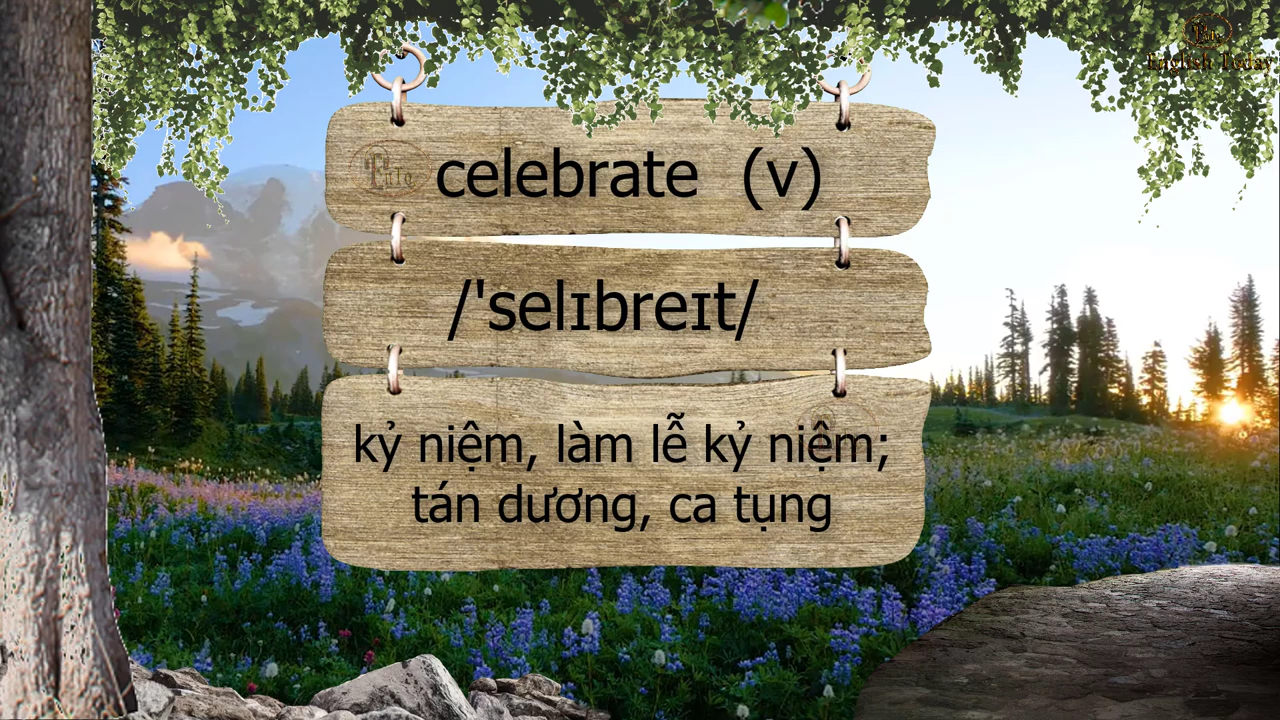 English Today
celebrate (v)
/'selɪbreɪt/
kỷ niệm, làm lễ kỷ niệm;
tán dương, ca tụng